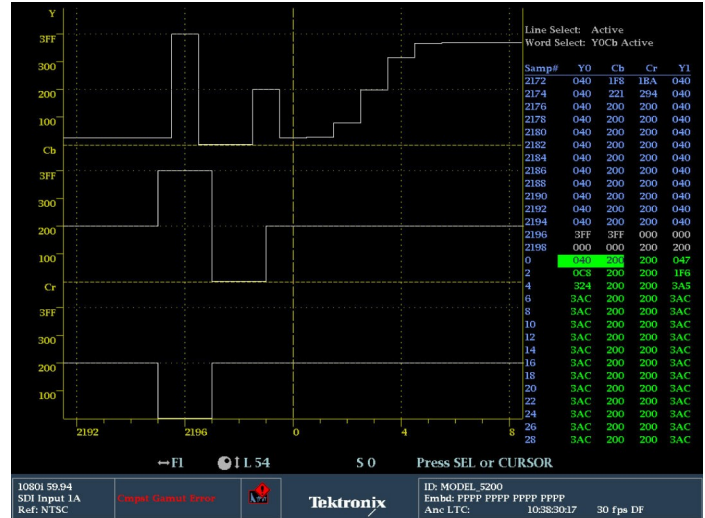 Y
3FF
300
200
100
Cb
3FF
300
200
100
Cr
3FF
300
200
100
2192 2196 0 4 8
Line Select: Active
Word Select: Y0Cb Active
Samp# Y0 Cb Cr Y1
2172 040 1F8 1BA 040
2174 040 221 294 040
2176 040 200 200 040
2178 040 200 200 040
2180 040 200 200 040
2182 040 200 200 040
2184 040 200 200 040
2186 040 200 200 040
2188 040 200 200 040
2190 040 200 200 040
2192 040 200 200 040
2194 040 200 200 040
2196 3FF 3FF 000 000
2198 000 000 200 200
0 040 200 200 047
2 0C8 200 200 1F6
4 324 200 200 3A5
6 3AC 200 200 3AC
8 3AC 200 200 3AC
10 3AC 200 200 3AC
12 3AC 200 200 3AC
14 3AC 200 200 3AC
16 3AC 200 200 3AC
18 3AC 200 200 3AC
20 3AC 200 200 3AC
22 3AC 200 200 3AC
24 3AC 200 200 3AC
26 3AC 200 200 3AC
28 3AC 200 200 3AC
↔F1 ↕ L 54 S 0 Press SEL or CURSOR
1080i 59.94
SDI Input 1A
Ref: NTSC
Cmpst Gamut Error
Tektronix
ID: MODEL_5200
Embd: PPPP PPPP PPPP PPPP
Anc LTC: 10:38:30:17 30 fps DF